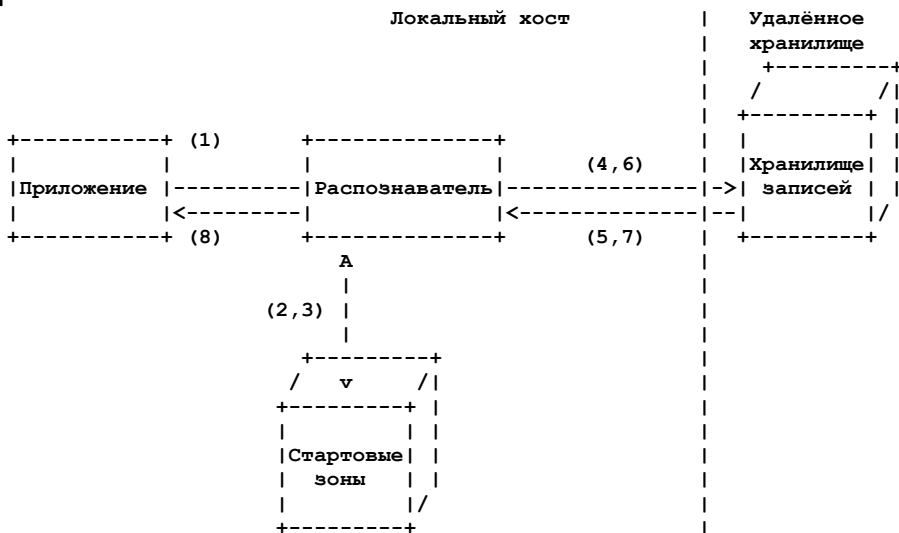 Локальный хост
Удалённое
хранилище
(1)
(4,6)
Приложение
Распознаватель
Хранилище
записей
(8)
(5,7)
A
(2,3)
v
Стартовые
зоны